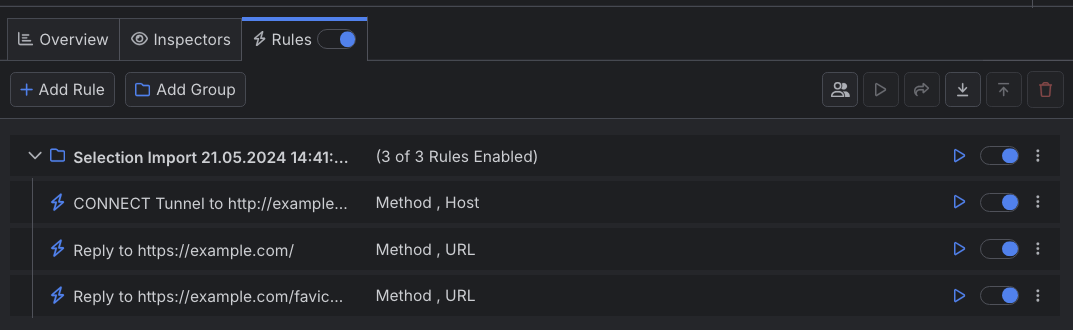 Overview Inspectors Rules
Add Rule Add Group
Selection Import 21.05.2024 14:41:... (3 of 3 Rules Enabled)
CONNECT Tunnel to http://example... Method , Host
Reply to https://example.com/ Method , URL
Reply to https://example.com/favic... Method , URL